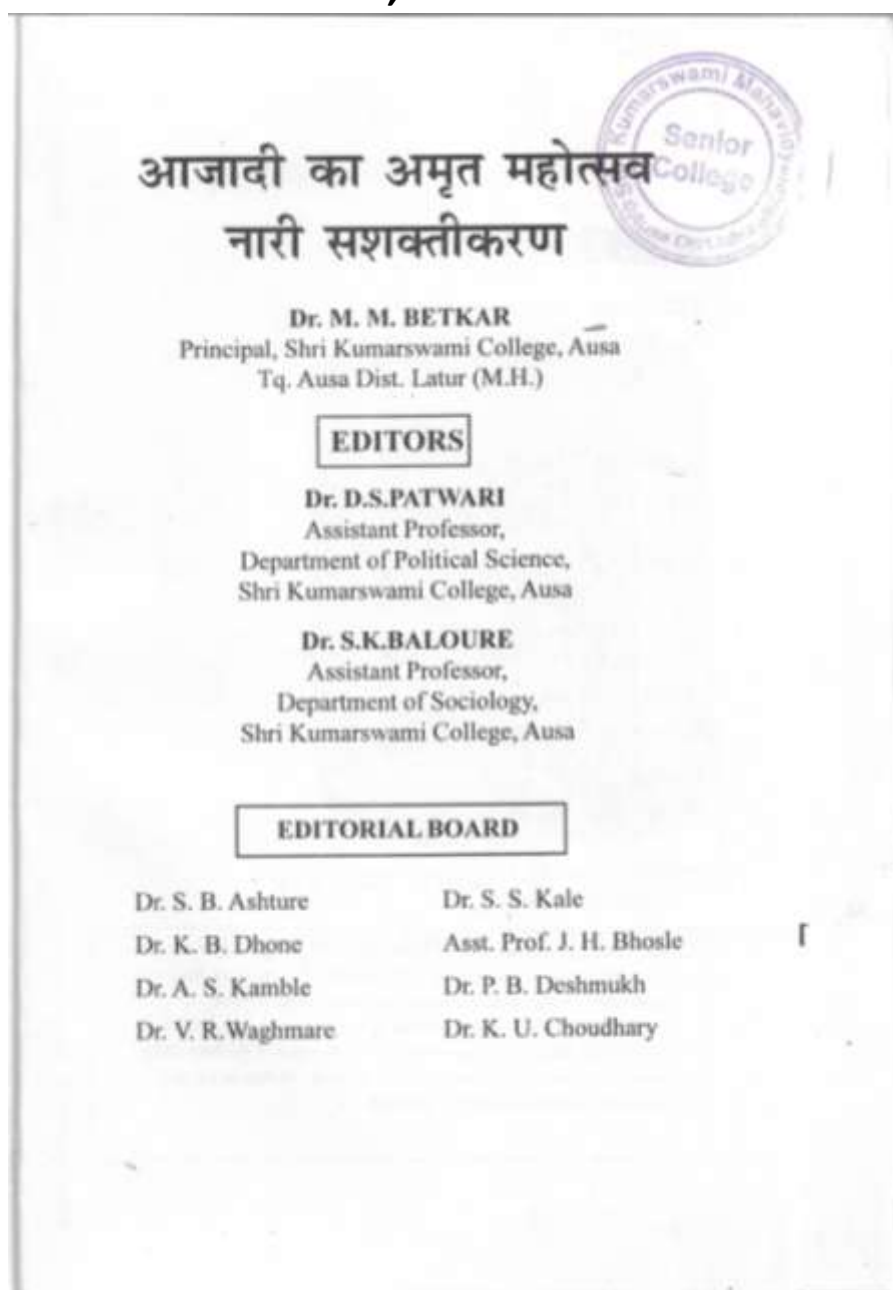 Kumarswami
Senior
College
आजादी का अमृत महोत्सव
नारी सशक्तीकरण
Dr. M. M. BETKAR
Principal, Shri Kumarswami College, Ausa
Tq. Ausa Dist. Latur (M.H.)
EDITORS
Dr. D.S.PATWARI
Assistant Professor,
Department of Political Science,
Shri Kumarswami College, Ausa
Dr. S.K.BALOURE
Assistant Professor,
Department of Sociology,
Shri Kumarswami College, Ausa
EDITORIAL BOARD
Dr. S. B. Ashture
Dr. S. S. Kale
Dr. K. B. Dhone
Asst. Prof. J. H. Bhosle
Dr. A. S. Kamble
Dr. P. B. Deshmukh
Dr. V. R.Waghmare
Dr. K. U. Choudhary